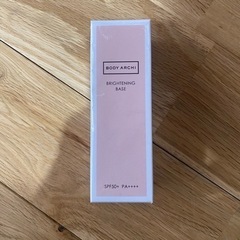 BODY ARCHI
BRIGHTENING
BASE
SPF50+ PA++++